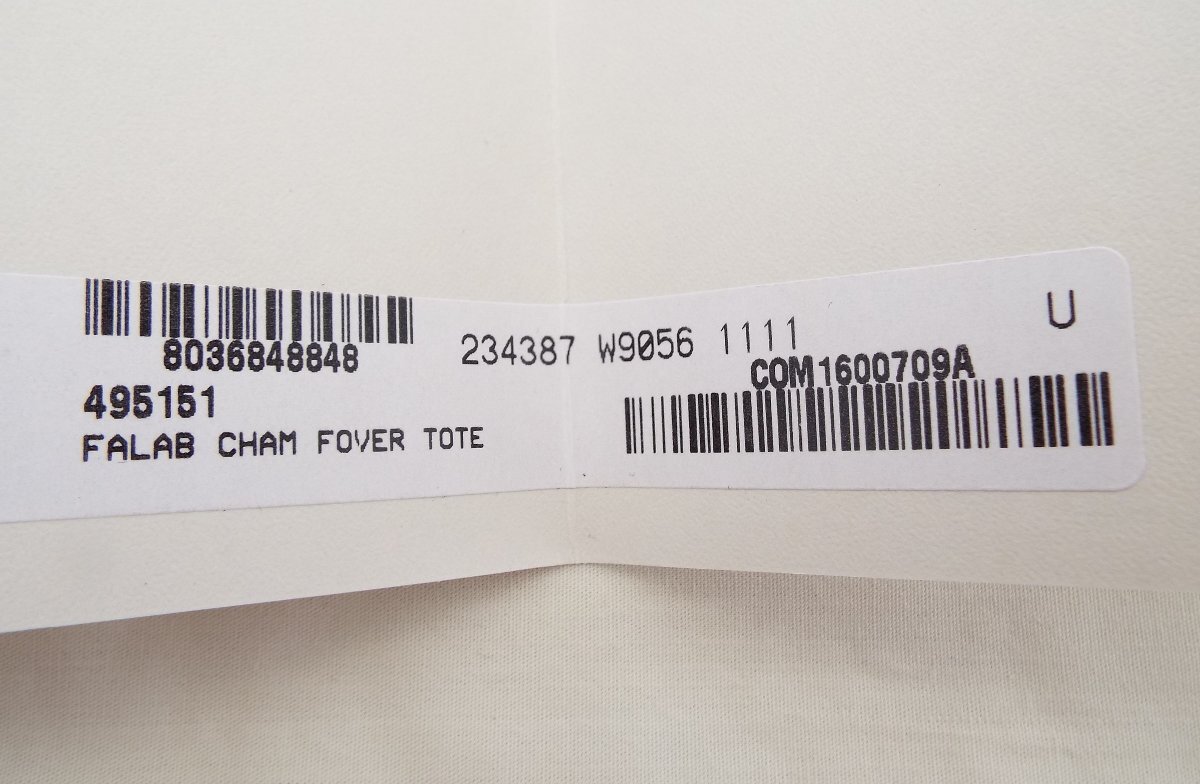 8036848848
234387 W9056 1111
U
495151
COM1600709A
FALAB CHAM FOVER TOTE